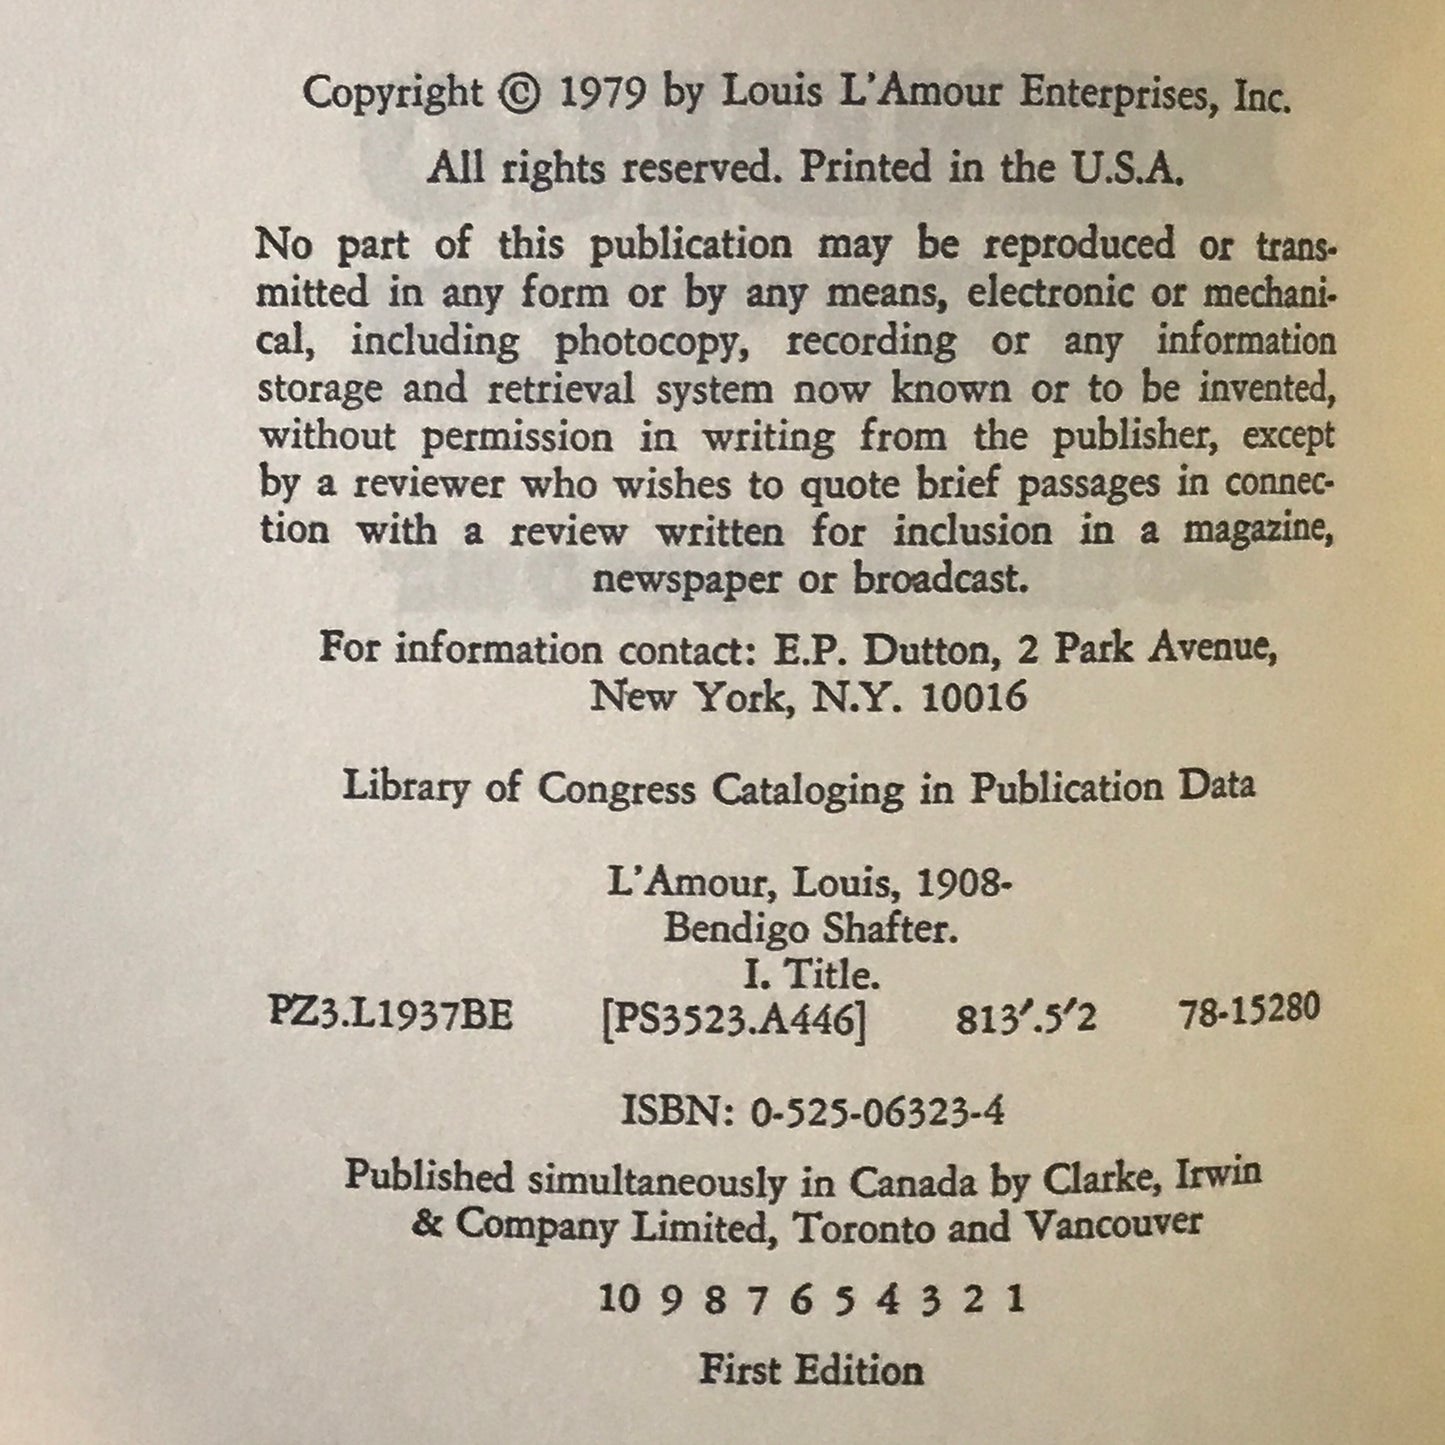 Copyright © 1979 by Louis L'Amour Enterprises, Inc.
All rights reserved. Printed in the U.S.A.
No part of this publication may be reproduced or trans-
mitted in any form or by any means, electronic or mechani-
cal, including photocopy, recording or any information
storage and retrieval system now known or to be invented,
without permission in writing from the publisher, except
by a reviewer who wishes to quote brief passages in connec-
tion with a review written for inclusion in a magazine,
newspaper or broadcast.
For information contact: E.P. Dutton, 2 Park Avenue,
New York, N.Y. 10016
Library of Congress Cataloging in Publication Data
L'Amour, Louis, 1908-
Bendigo Shafter.
I. Title.
PZ3.L1937BE [PS3523.A446] 813'.5'2 78-15280
ISBN: 0-525-06323-4
Published simultaneously in Canada by Clarke, Irwin
& Company Limited, Toronto and Vancouver
10 9 8 7 6 5 4 3 2 1
First Edition